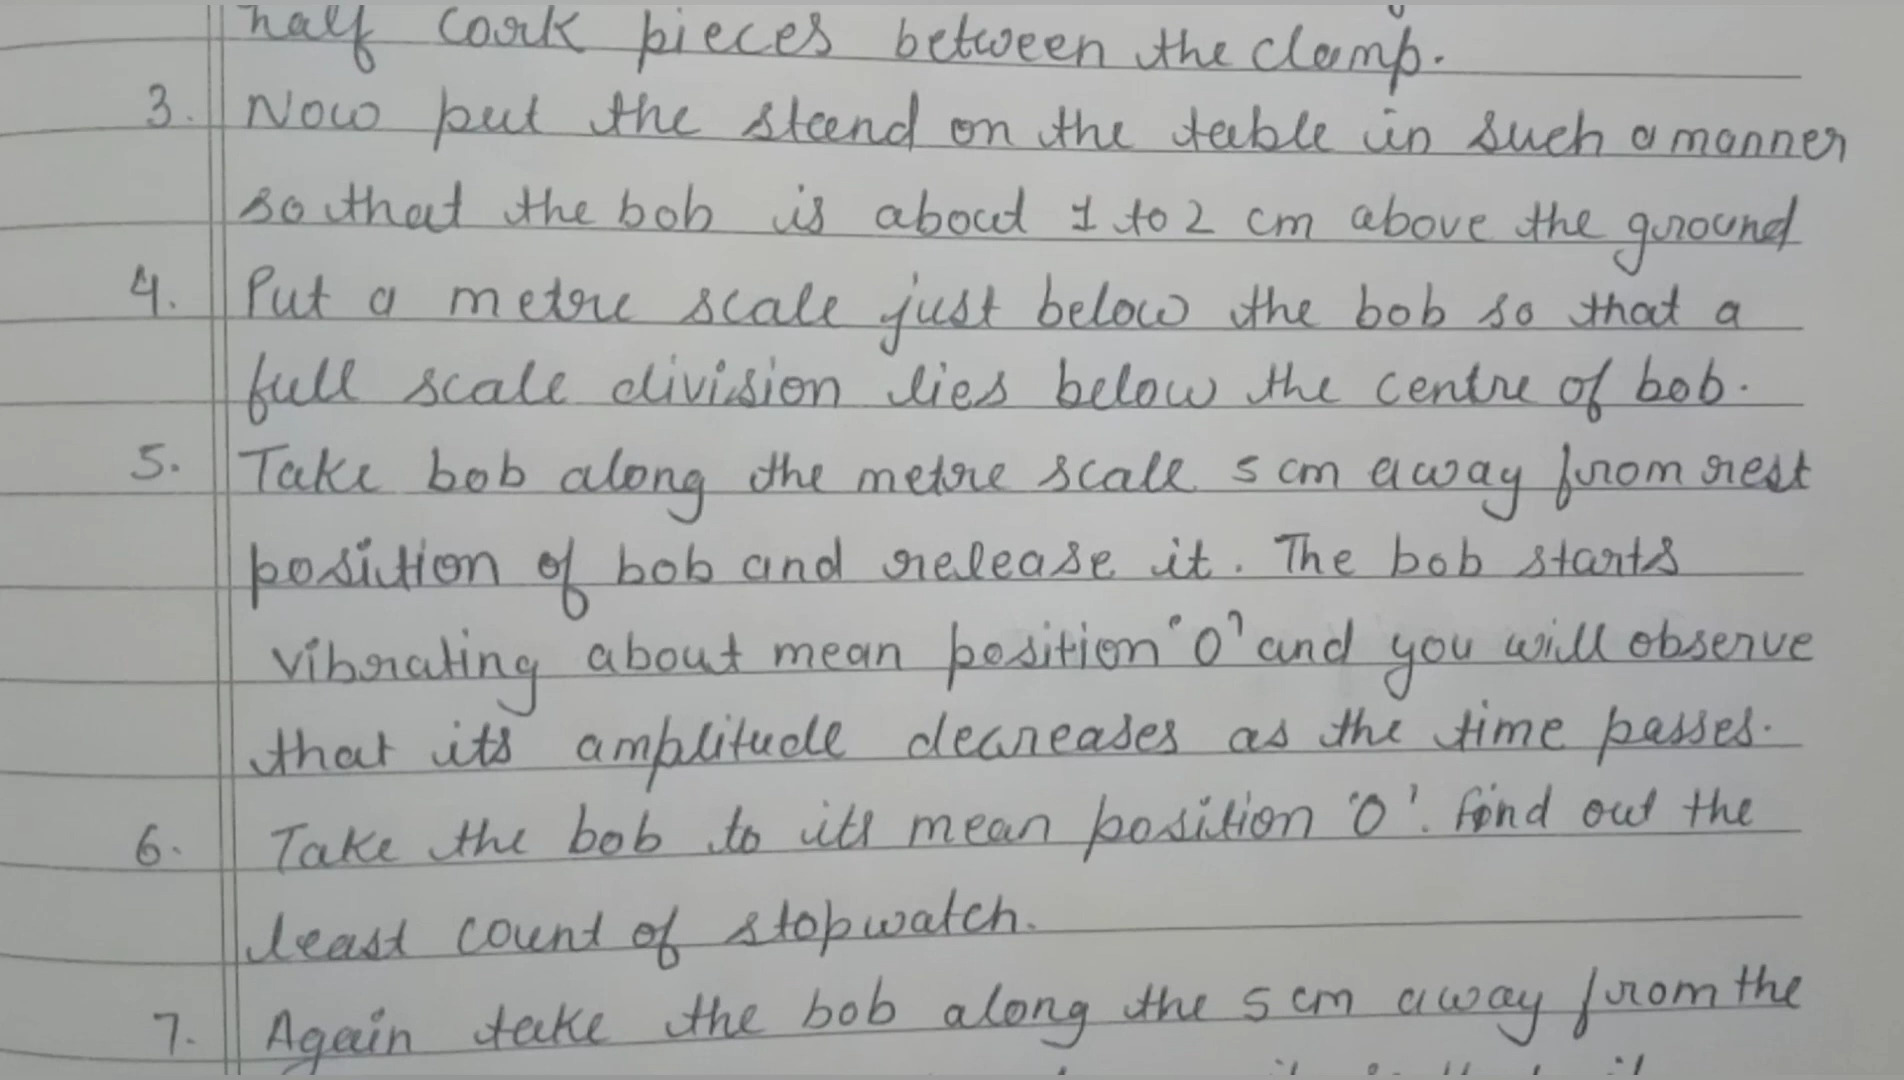 half cork pieces between the clamp.
3. Now put the stand on the table in such a manner
so that the bob is about 1 to 2 cm above the ground
4. Put a metre scale just below the bob so that a
full scale division lies below the centre of bob.
5. Take bob along the metre scale 5 cm away from rest
position of bob and release it. The bob starts
vibrating about mean position 'O' and you will observe
that its amplitude decreases as the time passes.
6. Take the bob to its mean position 'O'. Find out the
least count of stopwatch.
7. Again take the bob along the 5 cm away from the